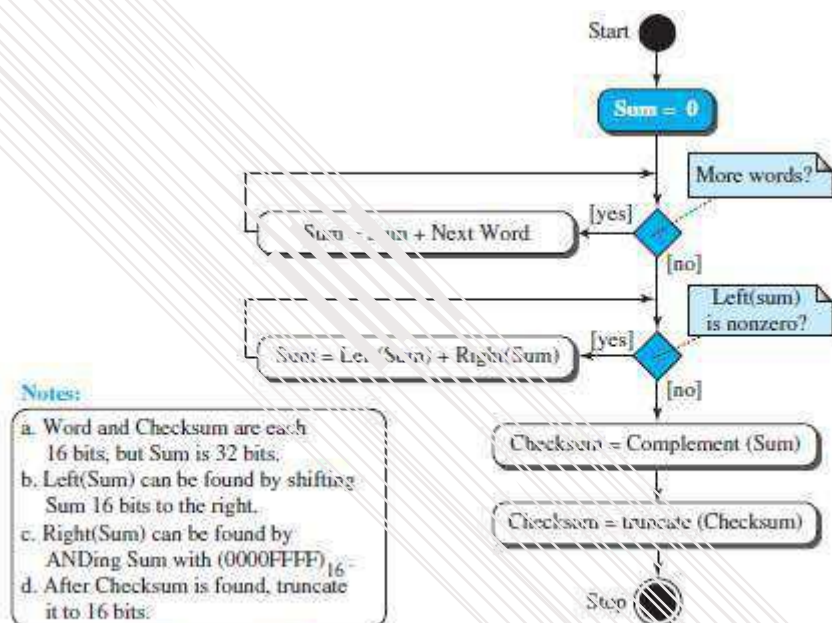 Start
Sum = 0
More words?
[yes]
Sum = Sum + Next Word
[no]
Left(sum)
is nonzero?
[yes]
Sum = Left(Sum) + Right(Sum)
[no]
Notes:
a. Word and Checksum are each
16 bits, but Sum is 32 bits.
b. Left(Sum) can be found by shifting
Sum 16 bits to the right.
c. Right(Sum) can be found by
ANDing Sum with (0000FFFF)16.
d. After Checksum is found, truncate
it to 16 bits.
Checksum = Complement (Sum)
Checksum = truncate (Checksum)
Stop